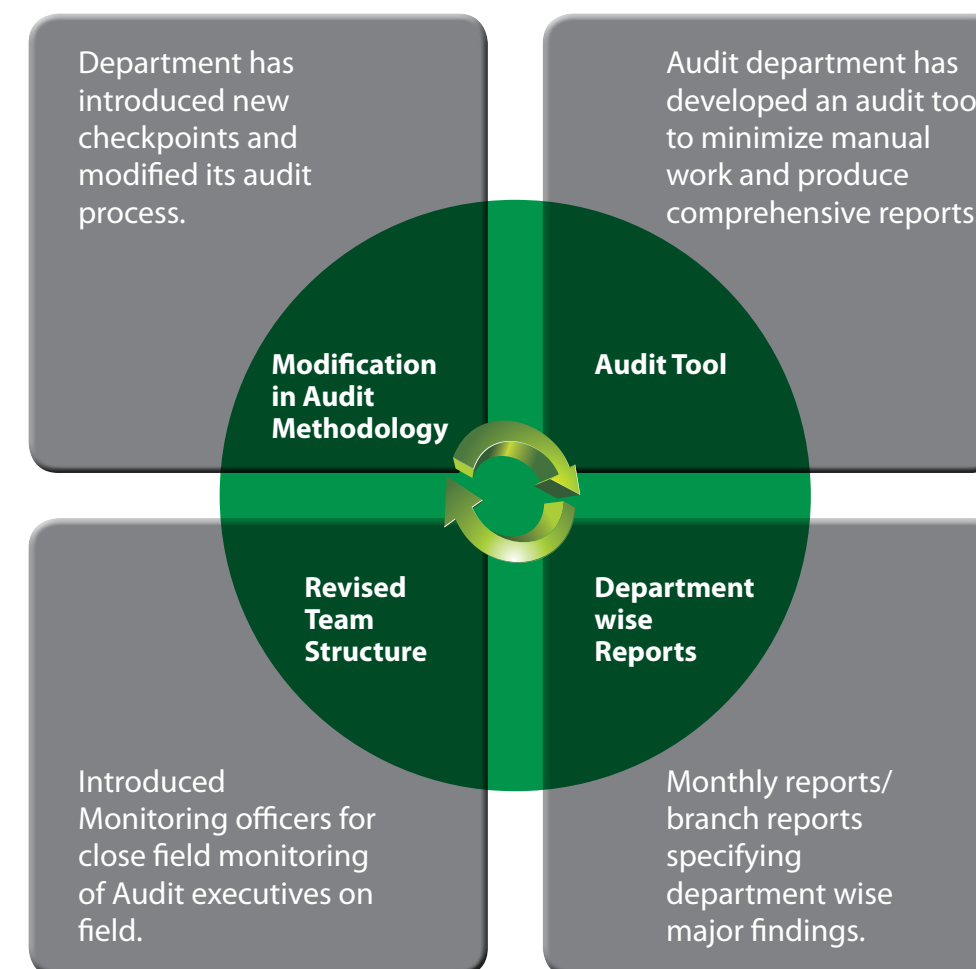 Department has
introduced new
checkpoints and
modified its audit
process.
Audit department has
developed an audit too
to minimize manual
work and produce
comprehensive reports
Modification
in Audit
Methodology
Audit Tool
Revised
Team
Structure
Department
wise
Reports
Introduced
Monitoring officers for
close field monitoring
of Audit executives on
field.
Monthly reports/
branch reports
specifying
department wise
major findings.